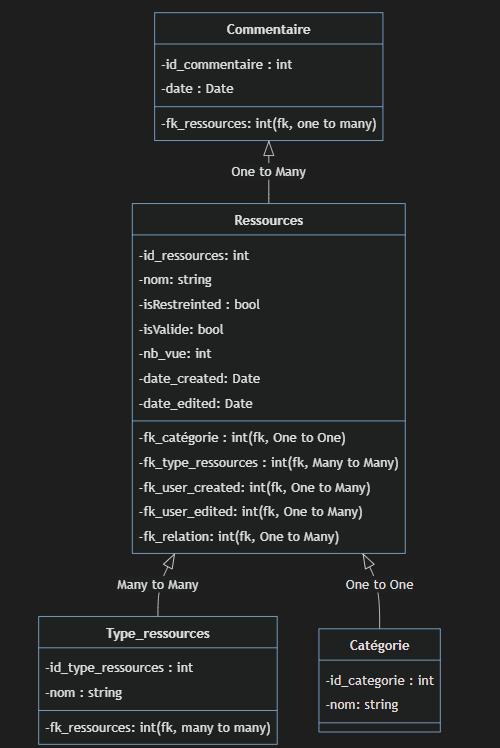 Commentaire
-id_commentaire : int
-date : Date
-fk_ressources: int(fk, one to many)
One to Many
Ressources
-id_ressources: int
-nom: string
-isRestreinted : bool
-isValide: bool
-nb_vue: int
-date_created: Date
-date_edited: Date
-fk_catégorie : int(fk, One to One)
-fk_type_ressources : int(fk, Many to Many)
-fk_user_created: int(fk, One to Many)
-fk_user_edited: int(fk, One to Many)
-fk_relation: int(fk, One to Many)
Many to Many
One to One
Type_ressources
-id_type_ressources : int
-nom : string
-fk_ressources: int(fk, many to many)
Catégorie
-id_categorie : int
-nom: string